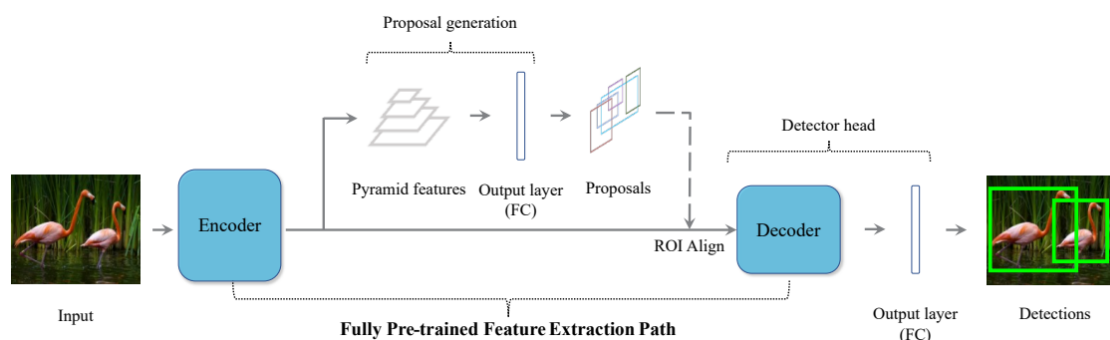 Proposal generation
Pyramid features
Output layer
(FC)
Proposals
Detector head
Encoder
Decoder
ROI Align
Input
Fully Pre-trained Feature Extraction Path
Output layer
(FC)
Detections